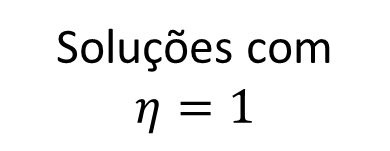 Soluções com
𝜂 = 1